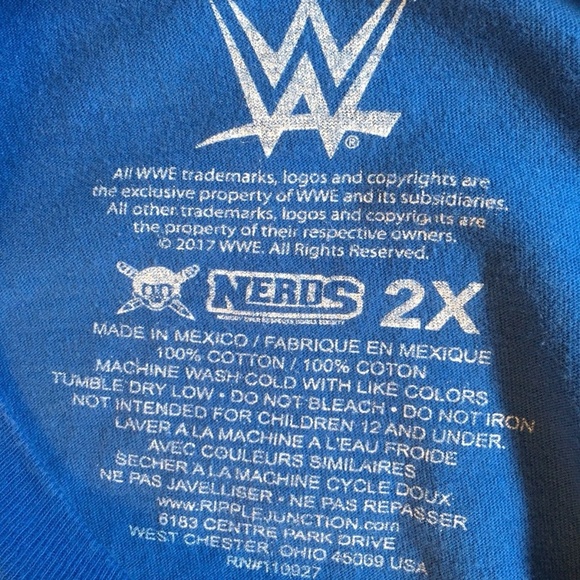 W
®
All WWE trademarks, logos and copyrights are
the exclusive property of WWE and its subsidiaries.
All other trademarks, logos and copyrights are
the property of their respective owners.
© 2017 WWE. All Rights Reserved.
NERDS 2X
MADE IN MEXICO / FABRIQUE EN MEXIQUE
100% COTTON / 100% COTON
MACHINE WASH COLD WITH LIKE COLORS
TUMBLE DRY LOW • DO NOT BLEACH • DO NOT IRON
NOT INTENDED FOR CHILDREN 12 AND UNDER.
LAVER A LA MACHINE A L'EAU FROIDE
AVEC COULEURS SIMILAIRES
SECHER A LA MACHINE CYCLE DOUX
NE PAS JAVELLISER • NE PAS REPASSER
www.RIPPLEJUNCTION.com
6183 CENTRE PARK DRIVE
WEST CHESTER, OHIO 45069 USA
RN#110927